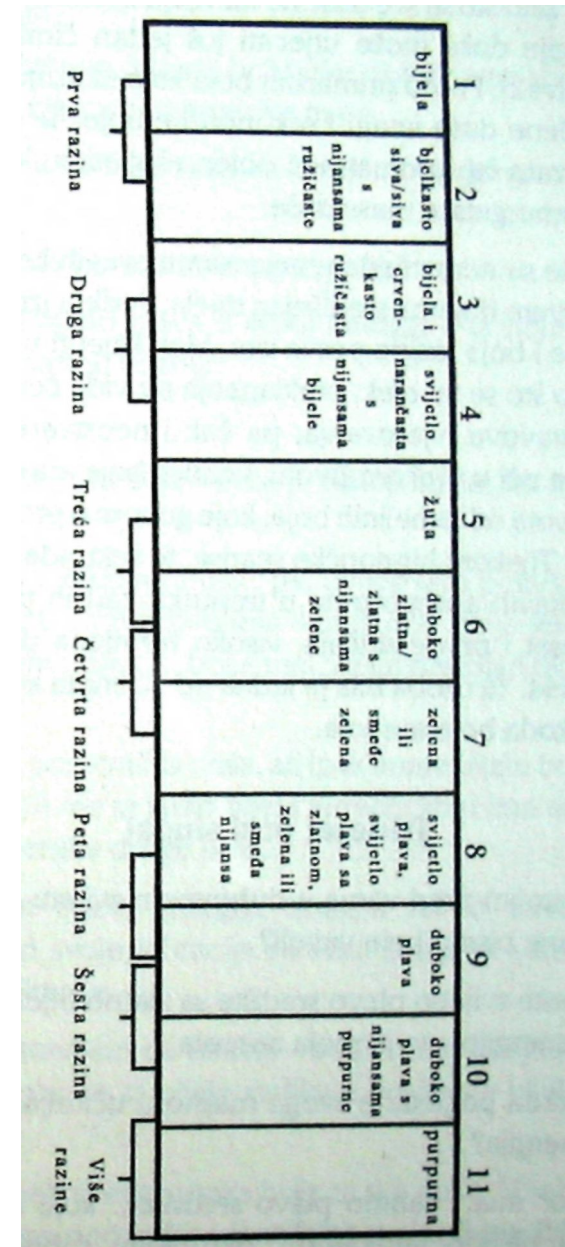 1
bijela
2
bjelkasto
siva/siva
s
nijansama
ružičaste
3
bijela i
crven-
kasto
ružičasta
4
svijetlo
narančasta
s
nijansama
bijele
5
žuta
6
duboko
zlatna/
zlatna s
nijansama
zelene
7
zelena
ili
smeđe
zelena
8
svijetlo
plava,
svijetlo
plava sa
zlatnom,
zelena ili
smeđa
nijansa
9
duboko
plava
10
duboko
plava s
nijansama
purpurne
11
purpurna
Prva razina
Druga razina
Treća razina
Četvrta razina
Peta razina
Šesta razina
Više
razine